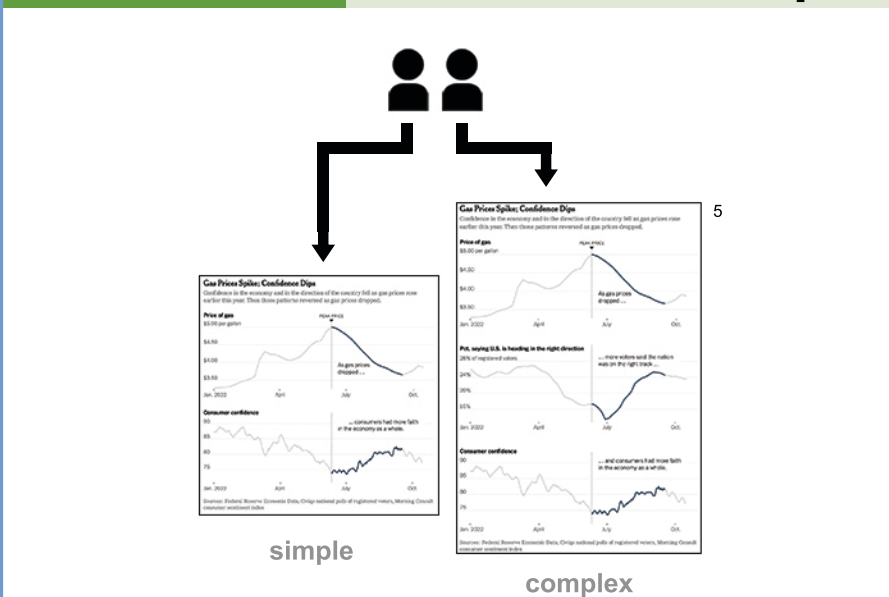 Gas Prices Spike; Confidence Dips
Confidence in the economy and in the direction of the country fell as gas prices rose
earlier this year. Then those patterns reversed as gas prices dropped.
Price of gas
PEAK PRICE
$5.00 per gallon
$4.50
$4.00
$3.50
As gas prices
dropped ...
Jan. 2022
April
July
Oct.
Consumer confidence
90
85
80
75
... consumers had more faith
in the economy as a whole.
Jan. 2022
April
July
Oct.
Sources: Federal Reserve Economic Data, Civiqs national polls of registered voters, Morning Consult
consumer sentiment index
simple
Gas Prices Spike; Confidence Dips
Confidence in the economy and in the direction of the country fell as gas prices rose
earlier this year. Then those patterns reversed as gas prices dropped.
Price of gas
PEAK PRICE
$5.00 per gallon
$4.50
$4.00
$3.50
As gas prices
dropped ...
Jan. 2022
April
July
Oct.
Pct. saying U.S. is heading in the right direction
28% of registered voters
24%
20%
... more voters said the nation
was on the right track ...
Jan. 2022
April
July
Oct.
Consumer confidence
90
85
80
75
... and consumers had more faith
in the economy as a whole.
Jan. 2022
April
July
Oct.
Sources: Federal Reserve Economic Data, Civiqs national polls of registered voters, Morning Consult
consumer sentiment index
complex
5